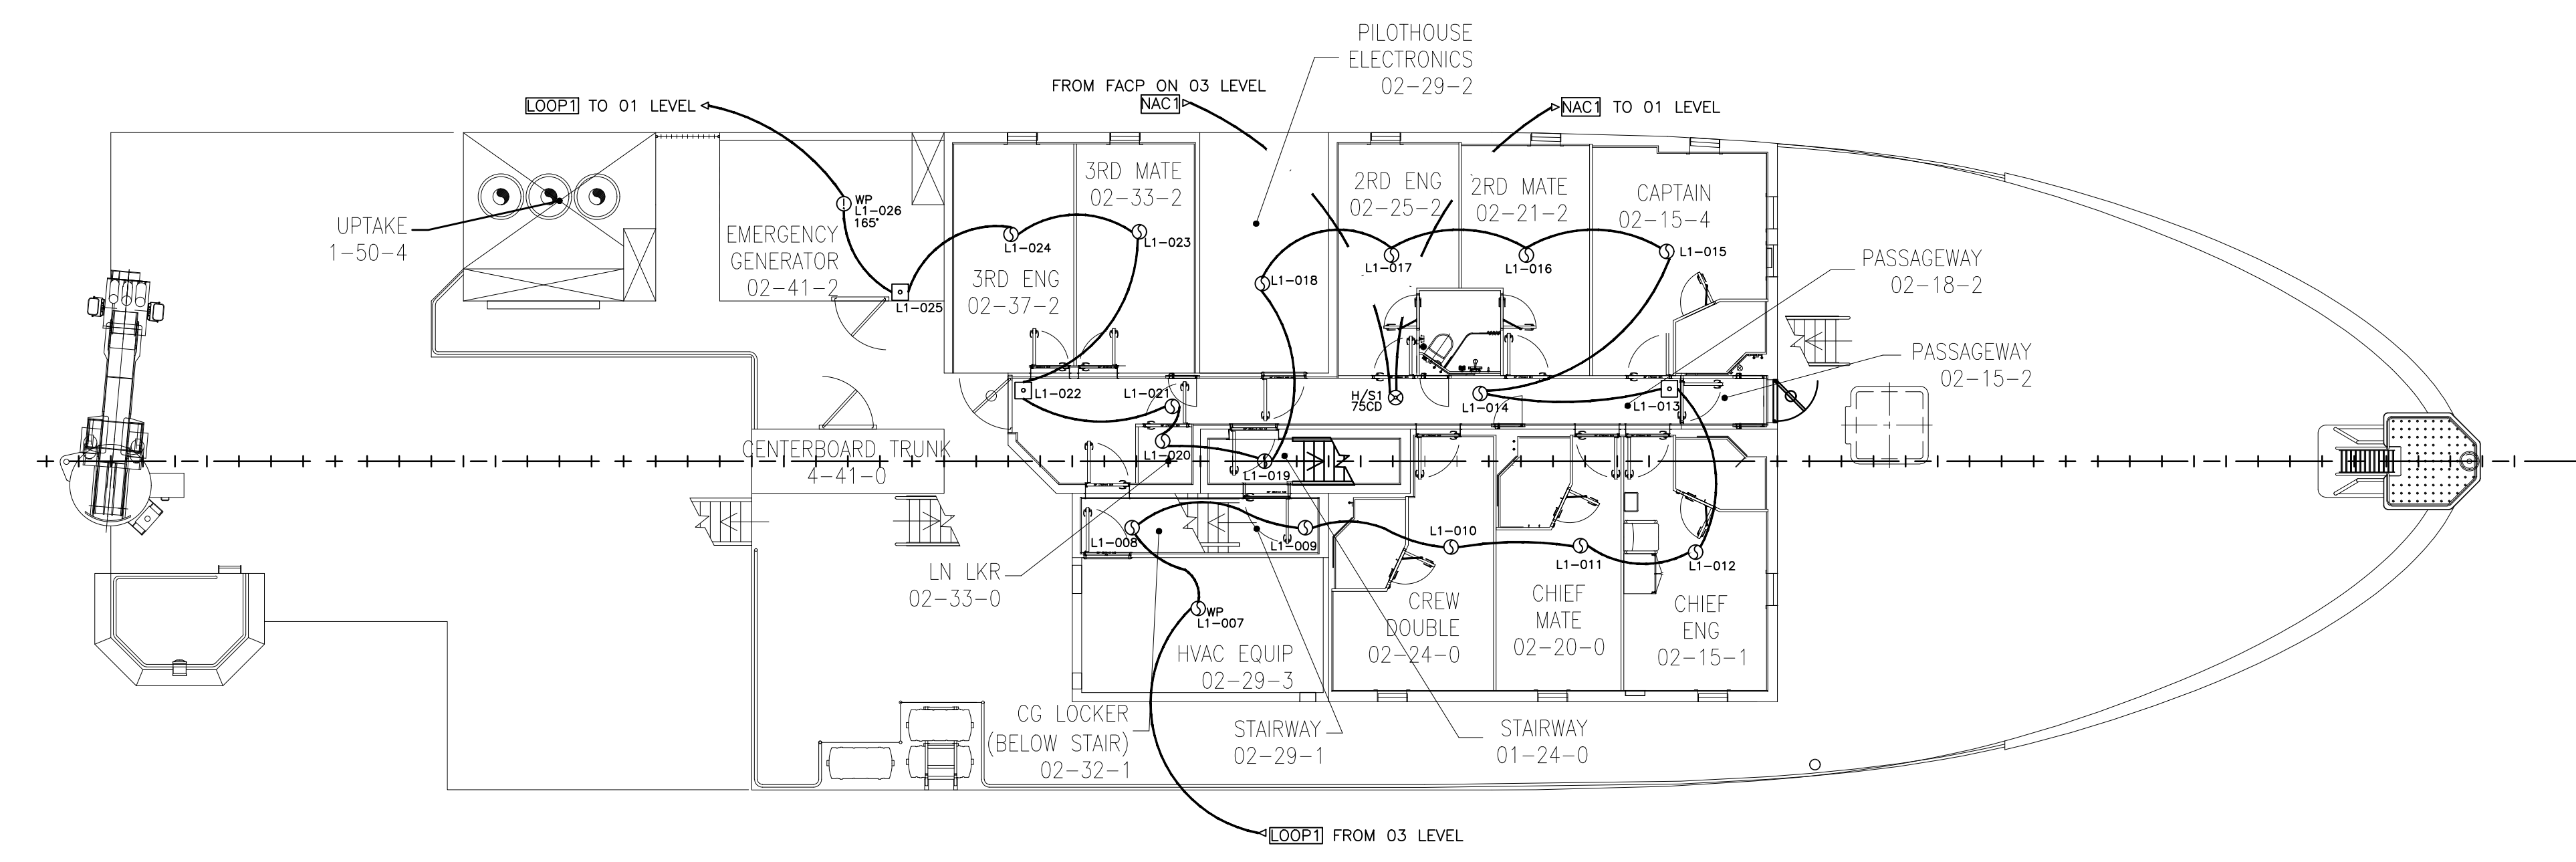 PILOTHOUSE
ELECTRONICS
02-29-2
FROM FACP ON 03 LEVEL
NAC1
LOOP1 TO 01 LEVEL
NAC1 TO 01 LEVEL
UPTAKE
1-50-4
WP
L1-026
165°
EMERGENCY
GENERATOR
02-41-2
L1-025
3RD MATE
02-33-2
L1-024
L1-023
3RD ENG
02-37-2
L1-018
2RD ENG
02-25-2
L1-017
2RD MATE
02-21-2
L1-016
CAPTAIN
02-15-4
L1-015
PASSAGEWAY
02-18-2
PASSAGEWAY
02-15-2
L1-022
L1-021
H/S1
75CD
L1-014
L1-013
CENTERBOARD TRUNK
4-41-0
L1-020
L1-019
L1-008
L1-009
L1-010
L1-011
L1-012
LN LKR
02-33-0
WP
L1-007
HVAC EQUIP
02-29-3
CREW
DOUBLE
02-24-0
CHIEF
MATE
02-20-0
CHIEF
ENG
02-15-1
CG LOCKER
(BELOW STAIR)
02-32-1
STAIRWAY
02-29-1
STAIRWAY
01-24-0
LOOP1 FROM 03 LEVEL